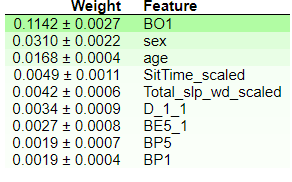 Weight Feature
0.1142 ± 0.0027 BO1
0.0310 ± 0.0022 sex
0.0168 ± 0.0004 age
0.0049 ± 0.0011 SitTime_scaled
0.0042 ± 0.0006 Total_slp_wd_scaled
0.0034 ± 0.0009 D_1_1
0.0027 ± 0.0008 BE5_1
0.0019 ± 0.0007 BP5
0.0019 ± 0.0004 BP1